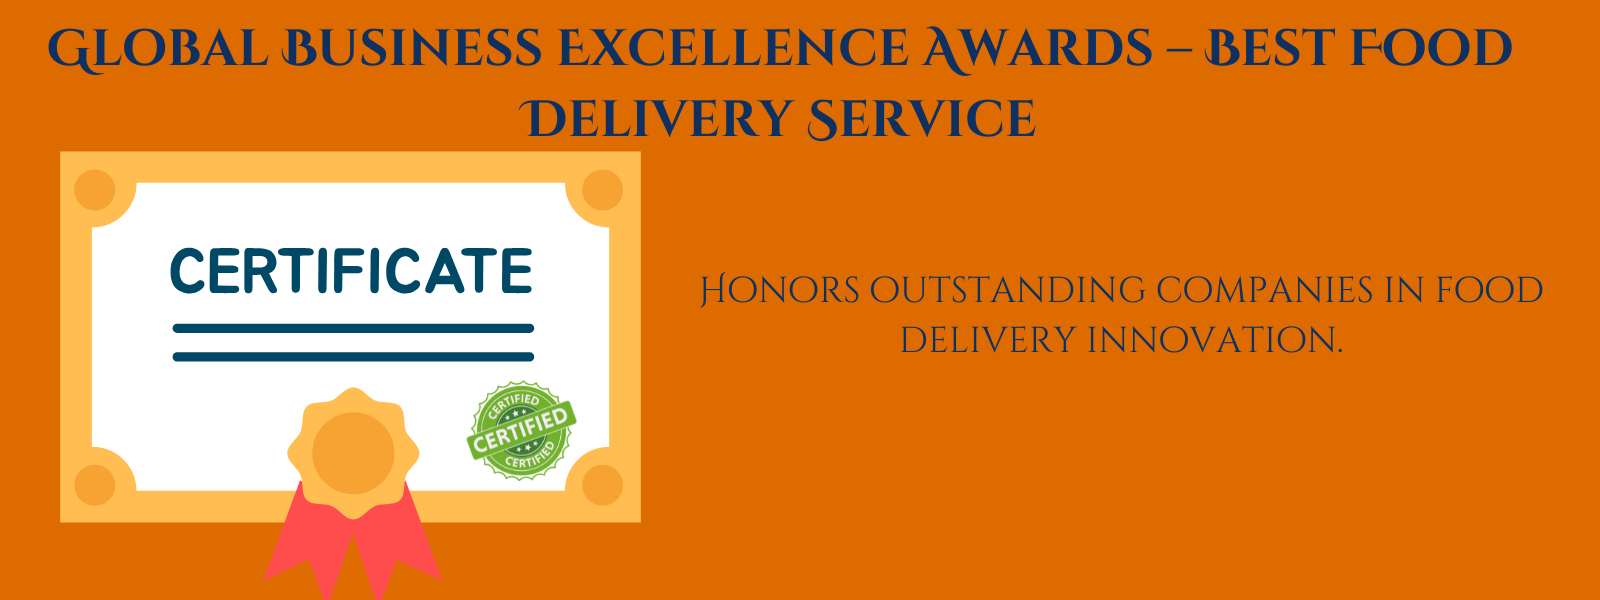 Global Business Excellence Awards – Best Food
Delivery Service
CERTIFICATE
Honors outstanding companies in food
delivery innovation.
CERTIFIED
CERTIFIED
CERTIFIED